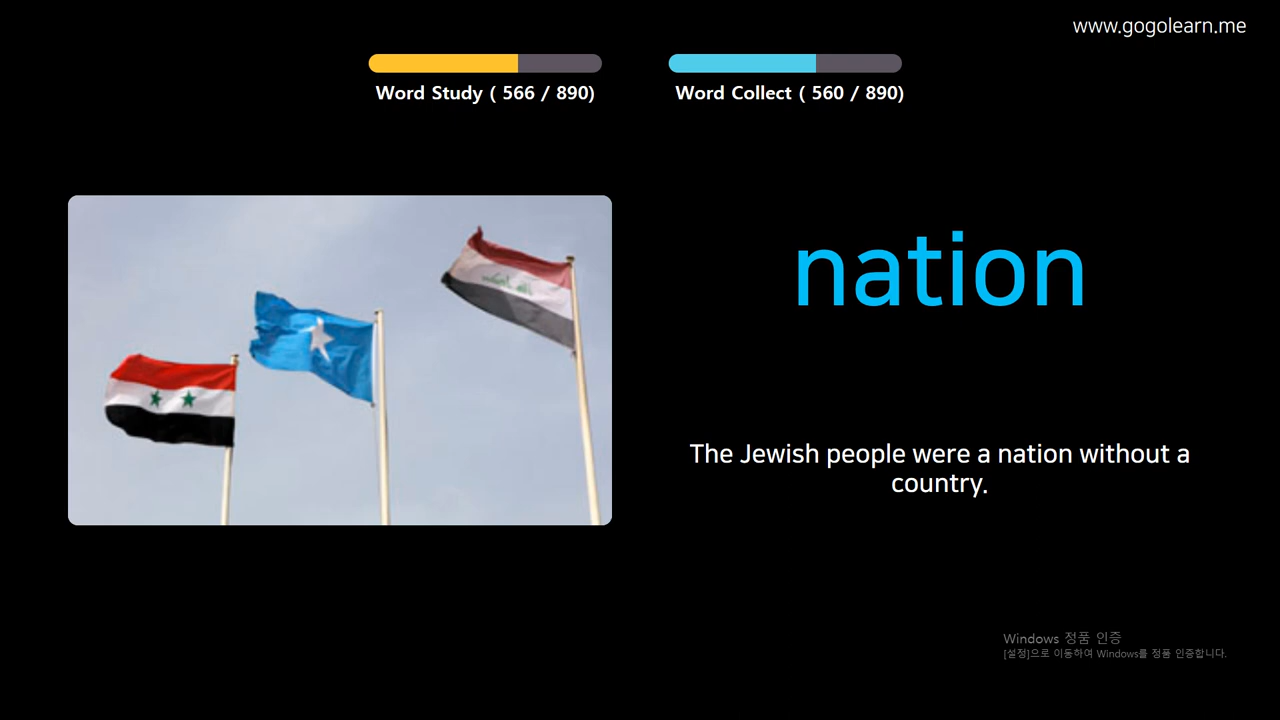 www.gogolearn.me
Word Study ( 566 / 890)
Word Collect ( 560 / 890)
nation
The Jewish people were a nation without a
country.
Windows 정품 인증
[설정]으로 이동하여 Windows를 정품 인증합니다.